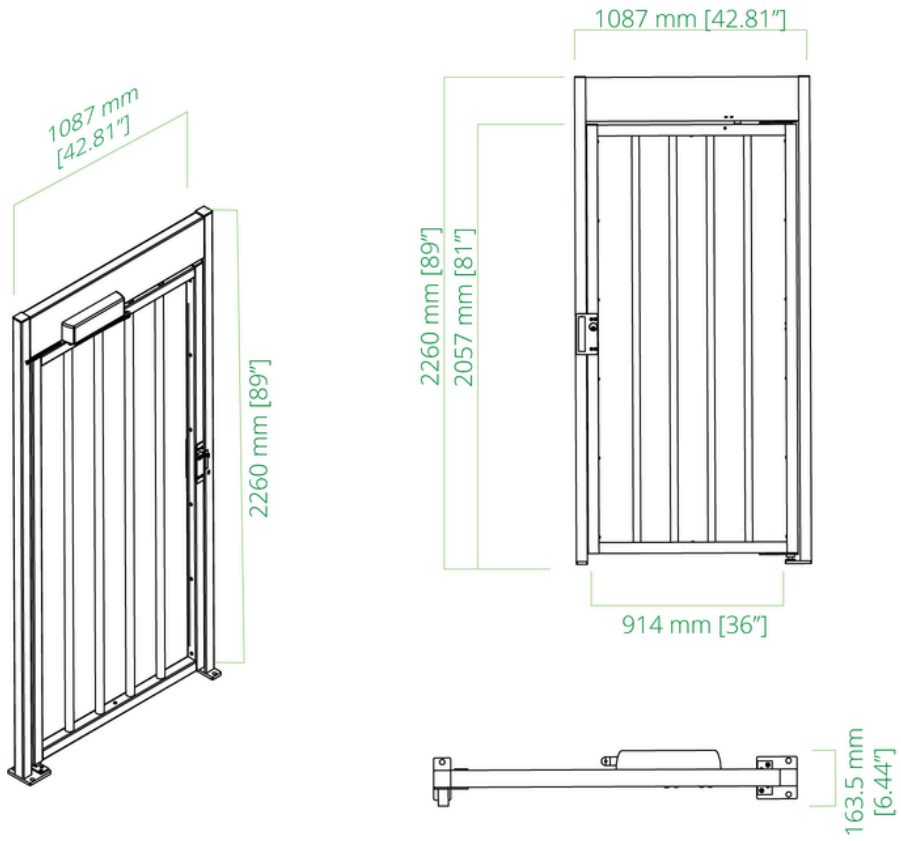 1087 mm
[42.81”]
2260 mm [89”]
1087 mm [42.81”]
2260 mm [89”]
2057 mm [81”]
914 mm [36”]
163.5 mm
[6.44”]